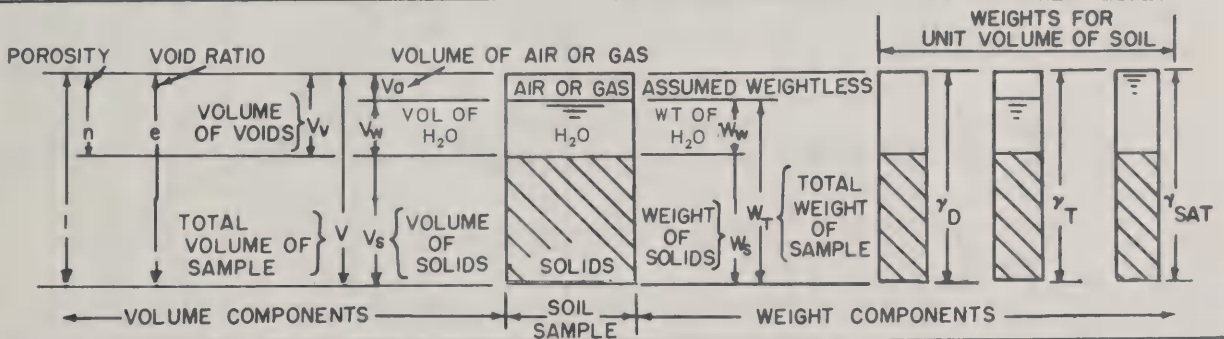 WEIGHTS FOR
UNIT VOLUME OF SOIL
POROSITY
VOID RATIO
VOLUME OF AIR OR GAS
Va
AIR OR GAS
ASSUMED WEIGHTLESS
n
e
VOLUME
OF VOIDS
Vv
Vw
VOL OF
H₂O
H₂O
WT OF
H₂O
Ww
1
TOTAL
VOLUME OF
SAMPLE
V
Vs
VOLUME
OF
SOLIDS
SOLIDS
WEIGHT
OF
SOLIDS
Ws
WT
TOTAL
WEIGHT
OF
SAMPLE
γD
γT
γSAT
VOLUME COMPONENTS
SOIL
SAMPLE
WEIGHT COMPONENTS